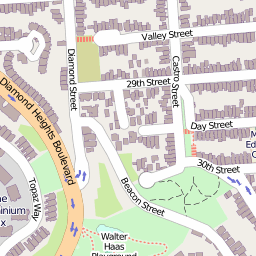 Valley Street
29th Street
Diamond Street
Castro Street
Day Street
30th Street
Diamond Heights Boulevard
Beacon Street
Topaz Way
Walter
Haas
Playground